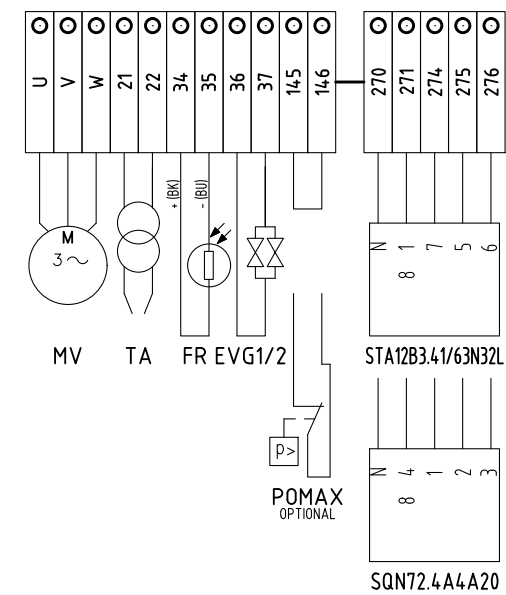 U V W 21 22 34 35 36 37 145 146 270 271 274 275 276
+ (BK) - (BU)
M
3~
N 1 7 5 6
8
MV TA FR EVG1/2 STA12B3.41/63N32L
p>
N 4 1 2 3
8
POMAX
OPTIONAL
SQN72.4A4A20